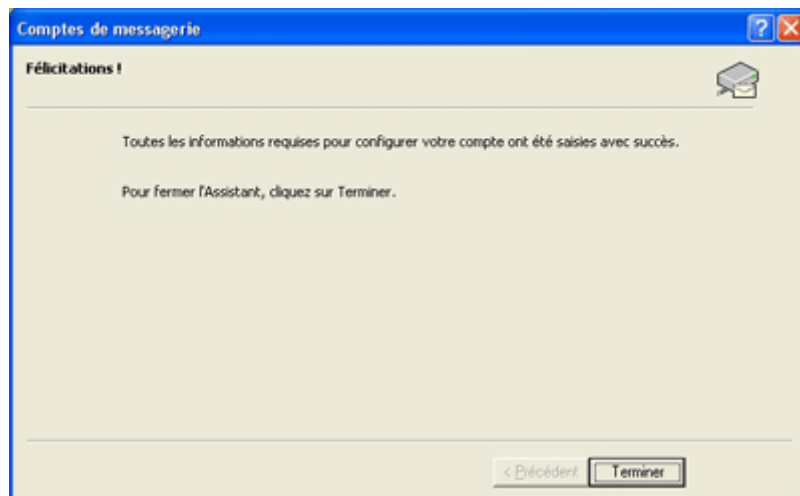 Comptes de messagerie
Félicitations !
Toutes les informations requises pour configurer votre compte ont été saisies avec succès.
Pour fermer l'Assistant, cliquez sur Terminer.
< Précédent Terminer